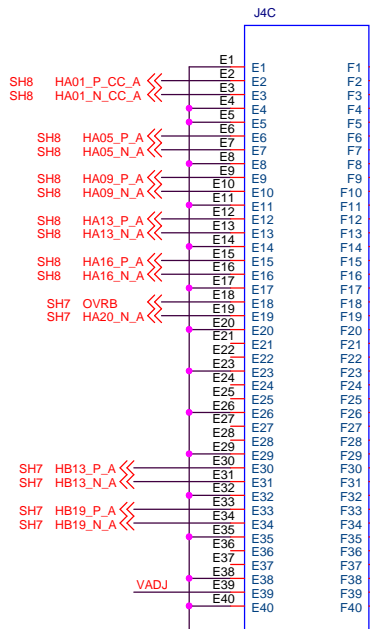 J4C
E1 E1 F1
SH8 HA01_P_CC_A E2 E2 F2
SH8 HA01_N_CC_A E3 E3 F3
E4 E4 F4
E5 E5 F5
SH8 HA05_P_A E6 E6 F6
SH8 HA05_N_A E7 E7 F7
E8 E8 F8
SH8 HA09_P_A E9 E9 F9
SH8 HA09_N_A E10 E10 F10
E11 E11 F11
SH8 HA13_P_A E12 E12 F12
SH8 HA13_N_A E13 E13 F13
E14 E14 F14
SH8 HA16_P_A E15 E15 F15
SH8 HA16_N_A E16 E16 F16
E17 E17 F17
SH7 OVRB E18 E18 F18
SH7 HA20_N_A E19 E19 F19
E20 E20 F20
E21 E21 F21
E22 E22 F22
E23 E23 F23
E24 E24 F24
E25 E25 F25
E26 E26 F26
E27 E27 F27
E28 E28 F28
E29 E29 F29
SH7 HB13_P_A E30 E30 F30
SH7 HB13_N_A E31 E31 F31
E32 E32 F32
SH7 HB19_P_A E33 E33 F33
SH7 HB19_N_A E34 E34 F34
E35 E35 F35
E36 E36 F36
E37 E37 F37
E38 E38 F38
VADJ E39 E39 F39
E40 E40 F40